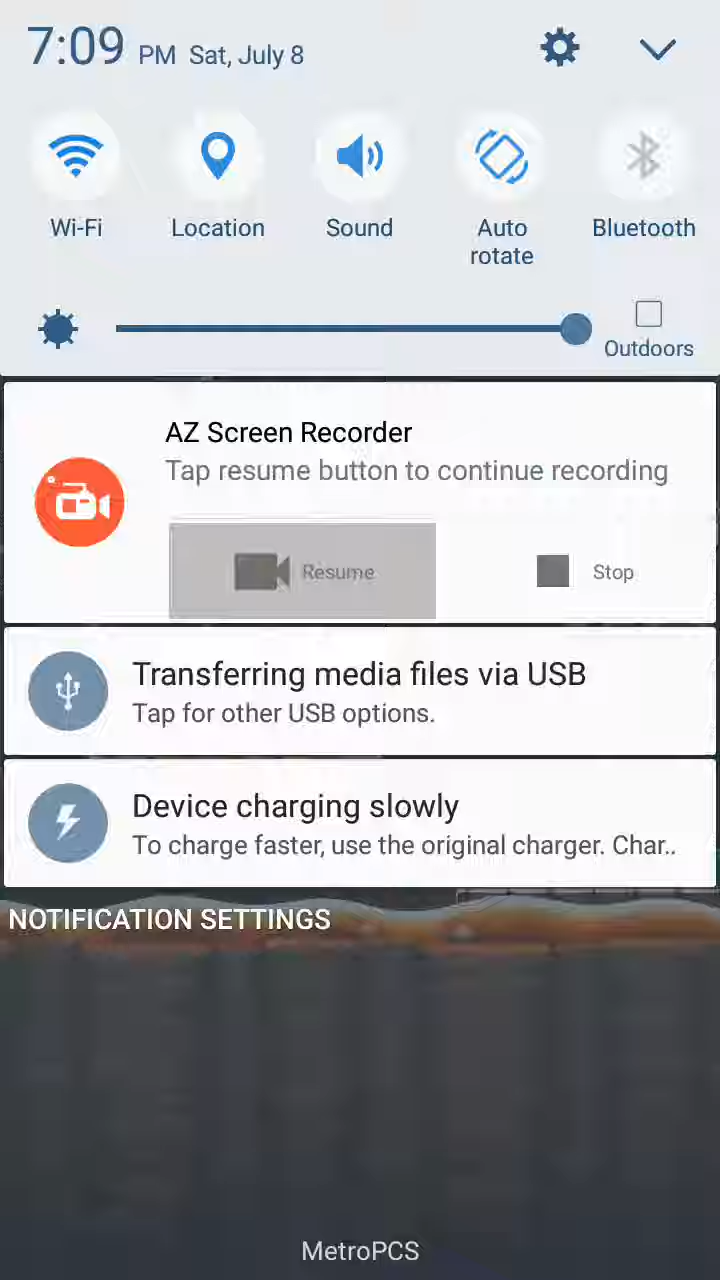 7:09 PM Sat, July 8
Wi-Fi
Location
Sound
Auto
rotate
Bluetooth
Outdoors
AZ Screen Recorder
Tap resume button to continue recording
Resume
Stop
Transferring media files via USB
Tap for other USB options.
Device charging slowly
To charge faster, use the original charger. Char..
NOTIFICATION SETTINGS
MetroPCS